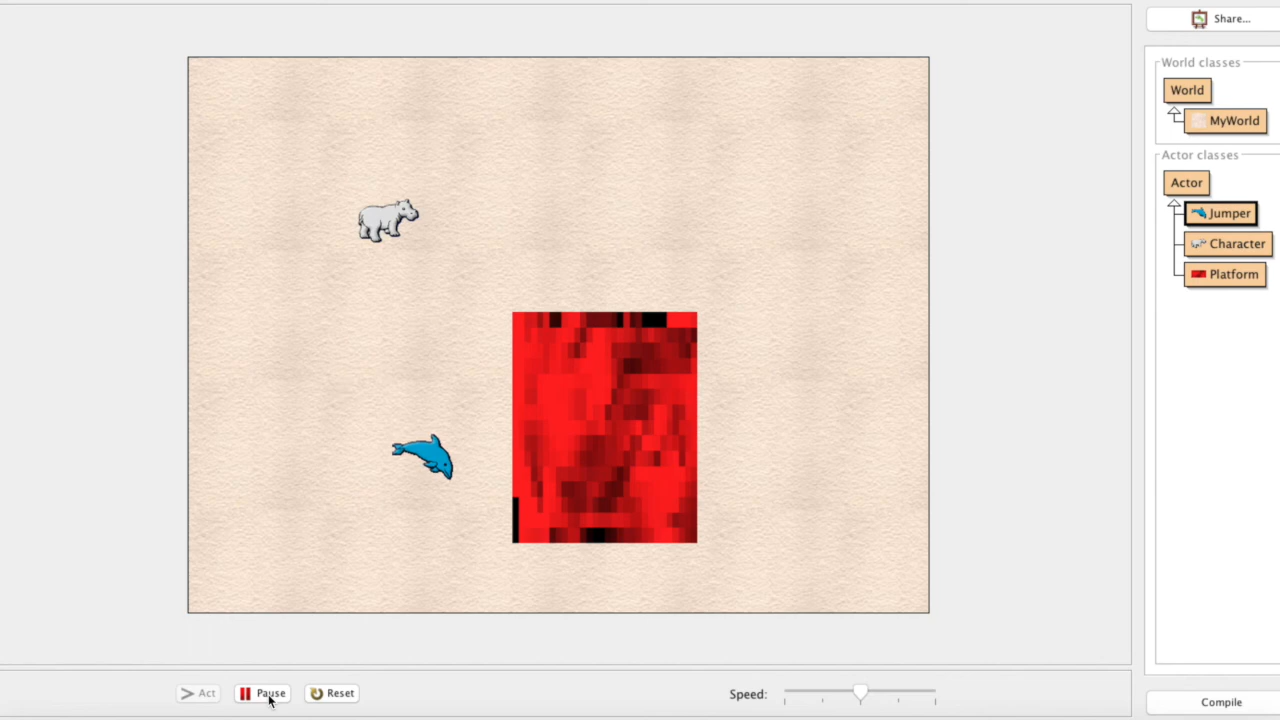 Share...
World classes
World
MyWorld
Actor classes
Actor
Jumper
Character
Platform
Act
Pause
Reset
Speed:
Compile